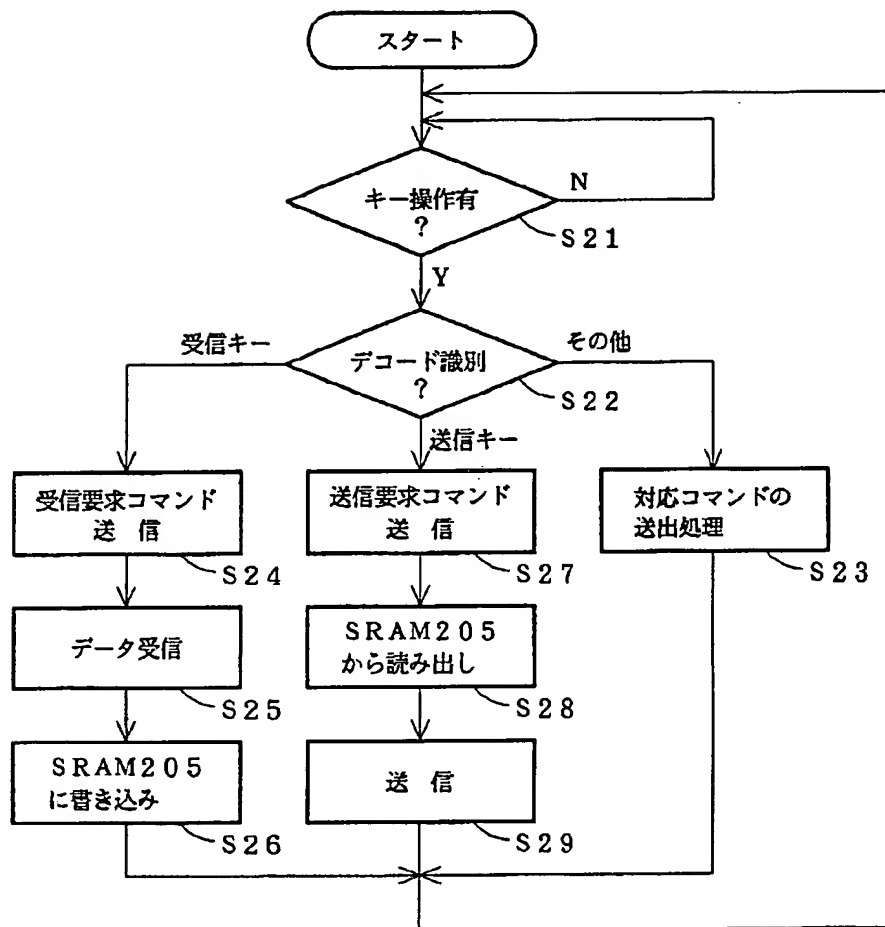 スタート
キー操作有
?
N
S21
Y
デコード識別
?
受信キー
その他
S22
送信キー
受信要求コマンド
送 信
S24
送信要求コマンド
送 信
S27
対応コマンドの
送出処理
S23
データ受信
S25
SRAM205
から読み出し
S28
SRAM205
に書き込み
S26
送 信
S29